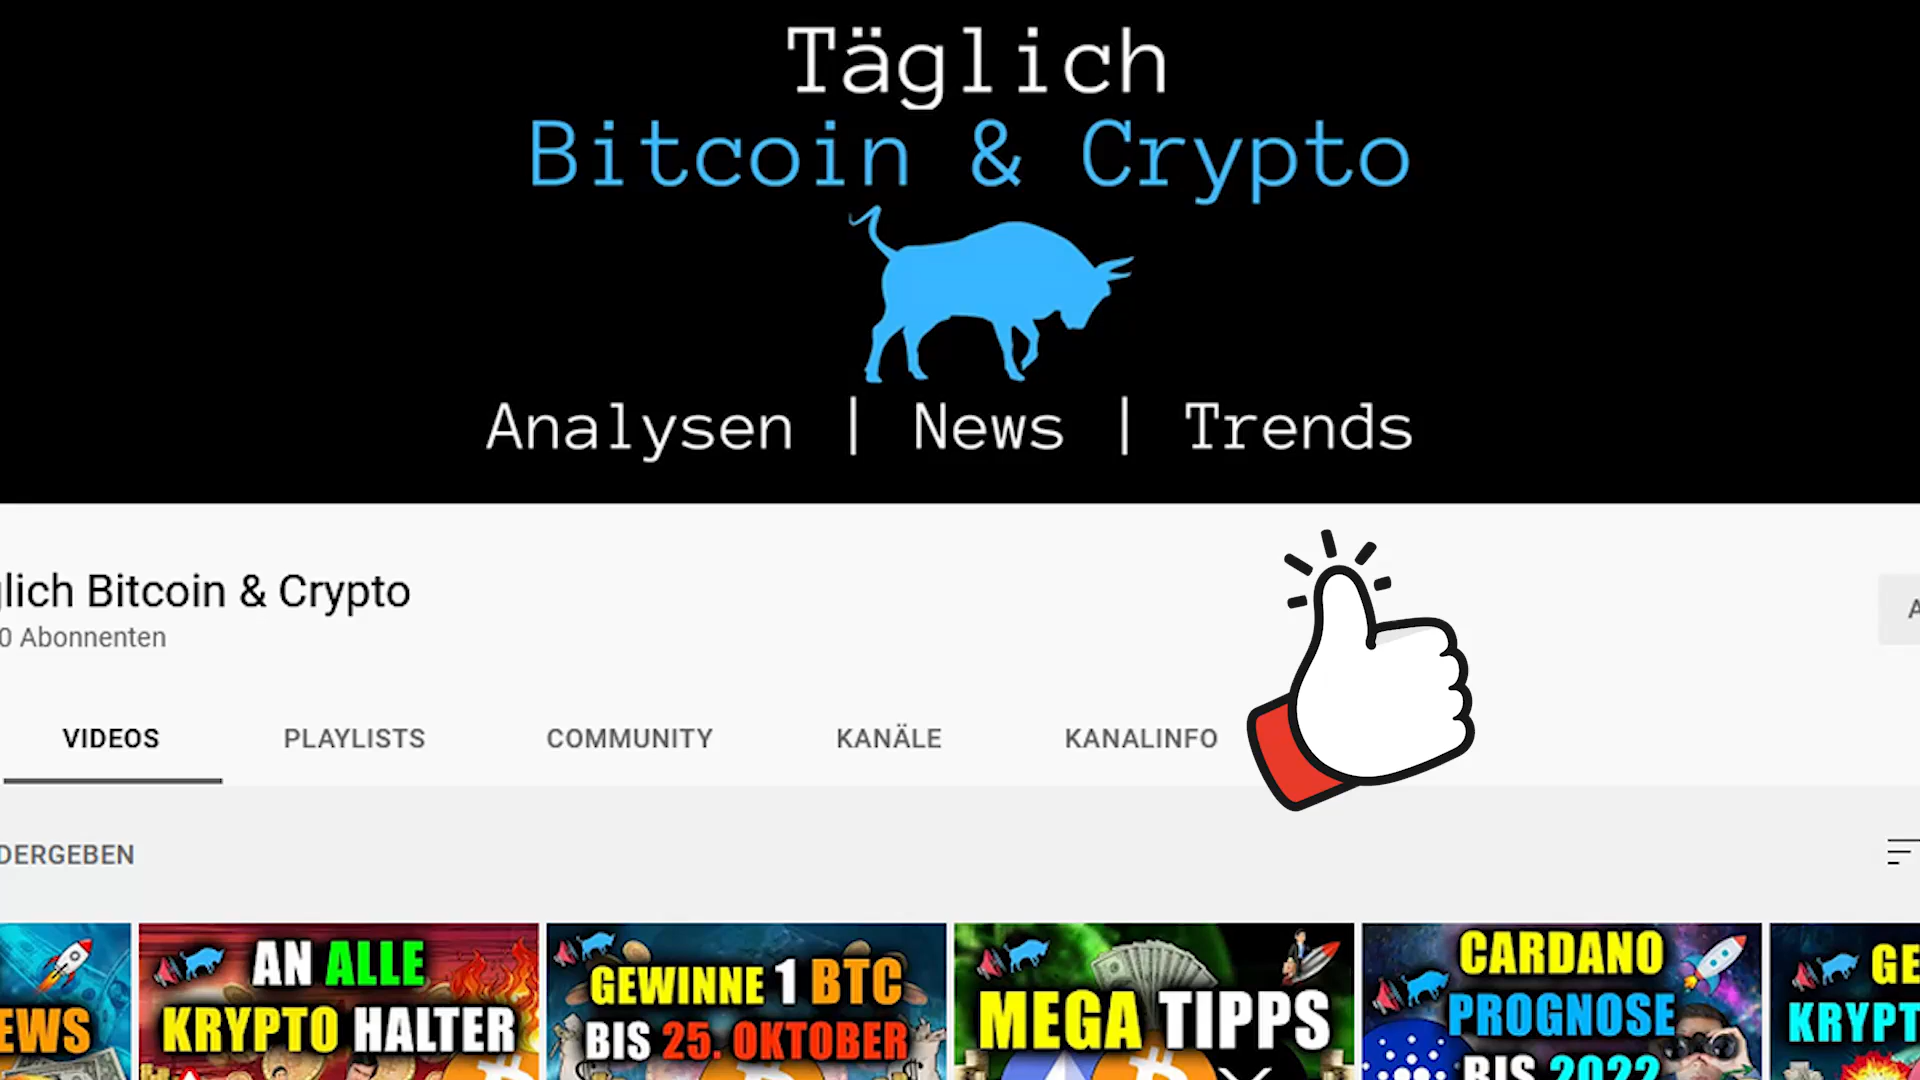 Täglich
Bitcoin & Crypto
Analysen | News | Trends
glich Bitcoin & Crypto
0 Abonnenten
A
VIDEOS
PLAYLISTS
COMMUNITY
KANÄLE
KANALINFO
DERGEBEN
EWS
AN ALLE
KRYPTO HALTER
GEWINNE 1 BTC
BIS 25. OKTOBER
MEGA TIPPS
CARDANO
PROGNOSE
BIS 2022
GE
KRYPT